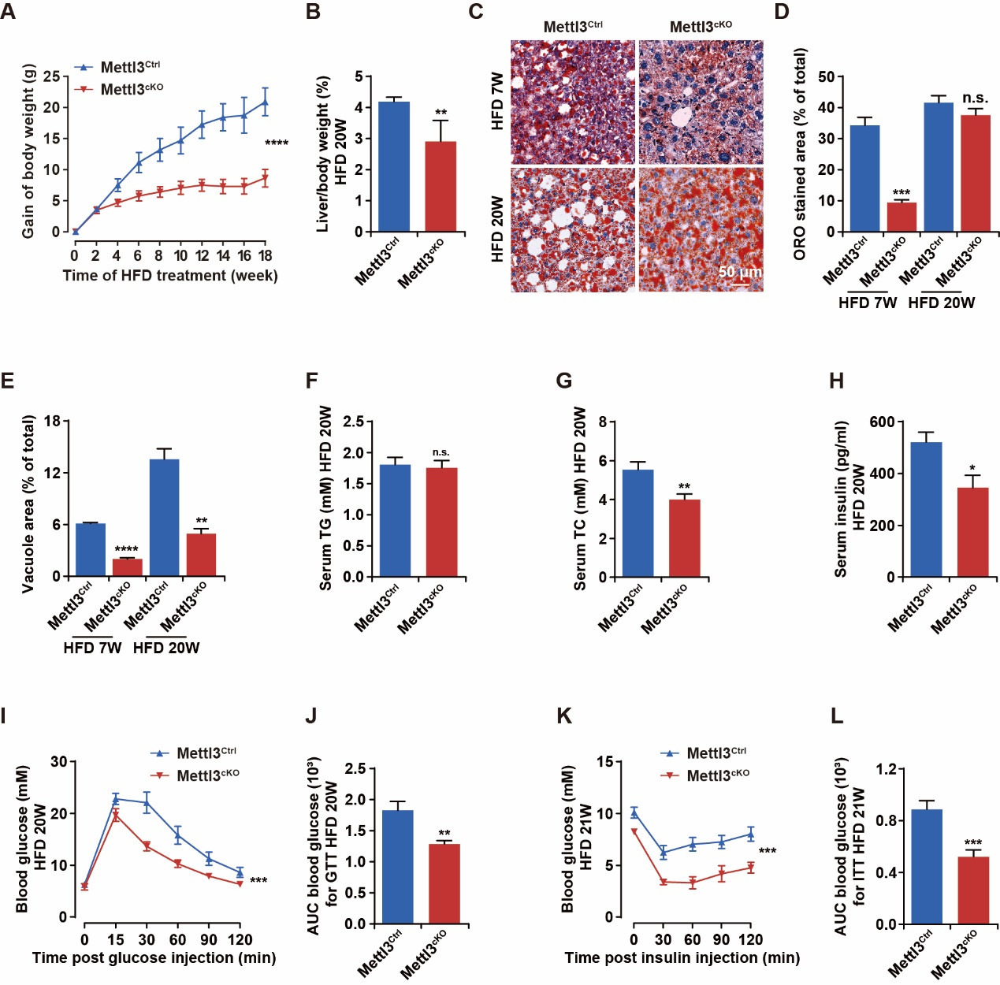 A
Mettl3Ctrl
Mettl3cKO
Gain of body weight (g)
25
20
15
10
5
0
****
0 2 4 6 8 10 12 14 16 18
Time of HFD treatment (week)
B
Liver/body weight (%)
HFD 20W
5
4
3
2
1
0
**
Mettl3Ctrl
Mettl3cKO
C
Mettl3Ctrl Mettl3cKO
HFD 7W
HFD 20W
50 µm
D
ORO stained area (% of total)
50
40
30
20
10
0
***
n.s.
Mettl3Ctrl
Mettl3cKO
Mettl3Ctrl
Mettl3cKO
HFD 7W HFD 20W
E
Vacuole area (% of total)
18
12
6
0
****
**
Mettl3Ctrl
Mettl3cKO
Mettl3Ctrl
Mettl3cKO
HFD 7W HFD 20W
F
Serum TG (mM) HFD 20W
2.5
2.0
1.5
1.0
0.5
0.0
n.s.
Mettl3Ctrl
Mettl3cKO
G
Serum TC (mM) HFD 20W
8
6
4
2
0
**
Mettl3Ctrl
Mettl3cKO
H
Serum insulin (pg/ml)
HFD 20W
600
400
200
0
*
Mettl3Ctrl
Mettl3cKO
I
Mettl3Ctrl
Mettl3cKO
Blood glucose (mM)
HFD 20W
30
20
10
0
***
0 15 30 60 90 120
Time post glucose injection (min)
J
AUC blood glucose (10³)
for GTT HFD 20W
2.5
2.0
1.5
1.0
0.5
0.0
**
Mettl3Ctrl
Mettl3cKO
K
Mettl3Ctrl
Mettl3cKO
Blood glucose (mM)
HFD 21W
15
10
5
0
***
0 30 60 90 120
Time post insulin injection (min)
L
AUC blood glucose (10³)
for ITT HFD 21W
1.2
0.8
0.4
0.0
***
Mettl3Ctrl
Mettl3cKO